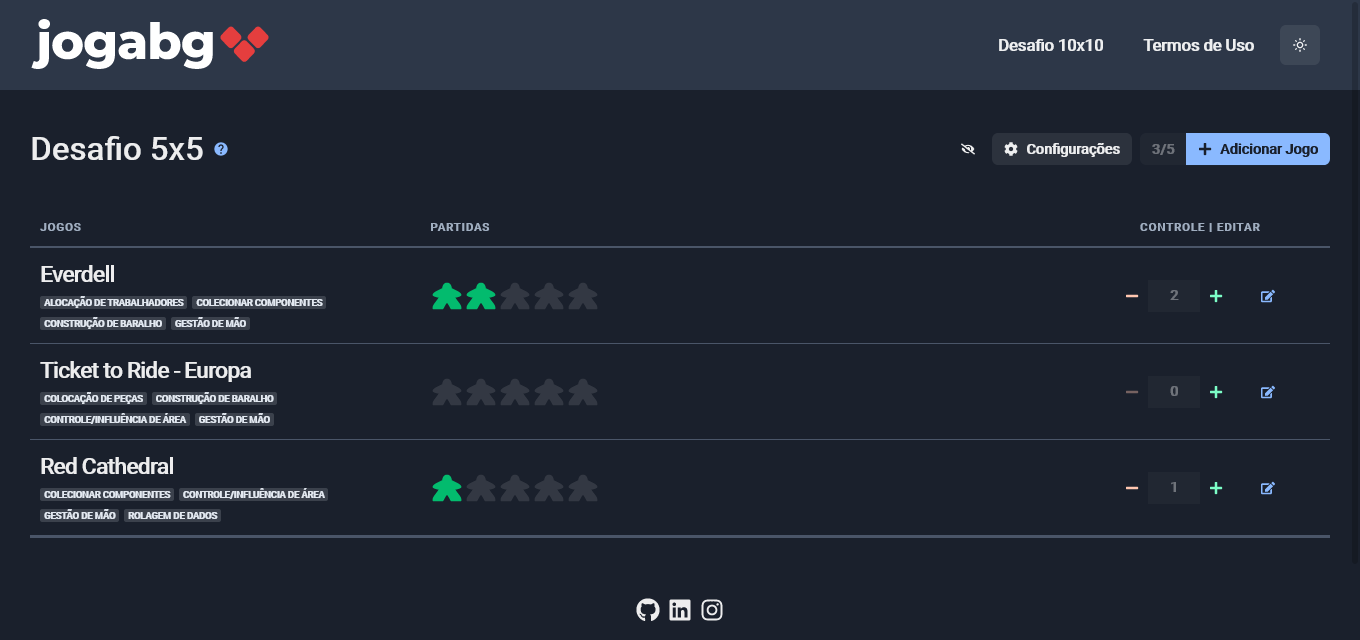 jogabg
Desafio 10x10 Termos de Uso
Desafio 5x5 ?
Configurações 3/5 + Adicionar Jogo
JOGOS PARTIDAS CONTROLE | EDITAR
Everdell
ALOCAÇÃO DE TRABALHADORES COLECIONAR COMPONENTES
CONSTRUÇÃO DE BARALHO GESTÃO DE MÃO
− 2 +
Ticket to Ride - Europa
COLOCAÇÃO DE PEÇAS CONSTRUÇÃO DE BARALHO
CONTROLE/INFLUÊNCIA DE ÁREA GESTÃO DE MÃO
− 0 +
Red Cathedral
COLECIONAR COMPONENTES CONTROLE/INFLUÊNCIA DE ÁREA
GESTÃO DE MÃO ROLAGEM DE DADOS
− 1 +
in